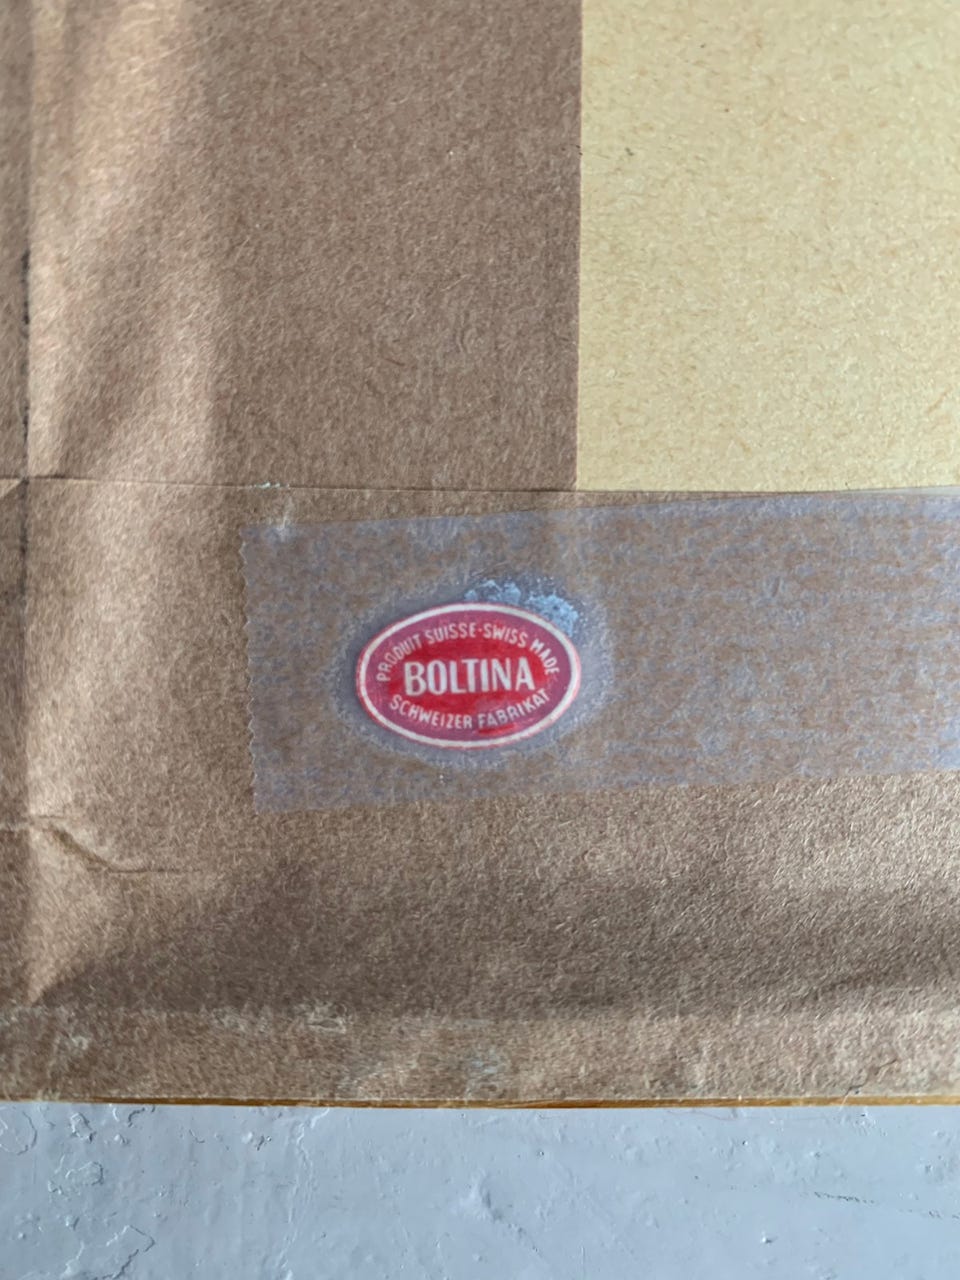 PRODUIT SUISSE-SWISS MADE
BOLTINA
SCHWEIZER FABRIKAT